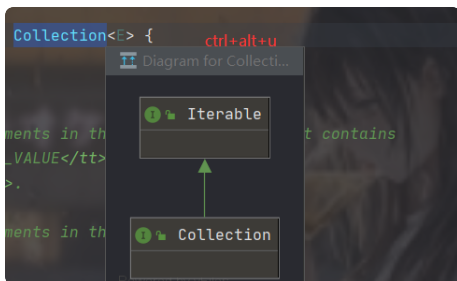 Collection<E> {
ctrl+alt+u
Diagram for Collecti...
Iterable
ments in th
t contains
_VALUE</tt>
>.
ments in th
Collection